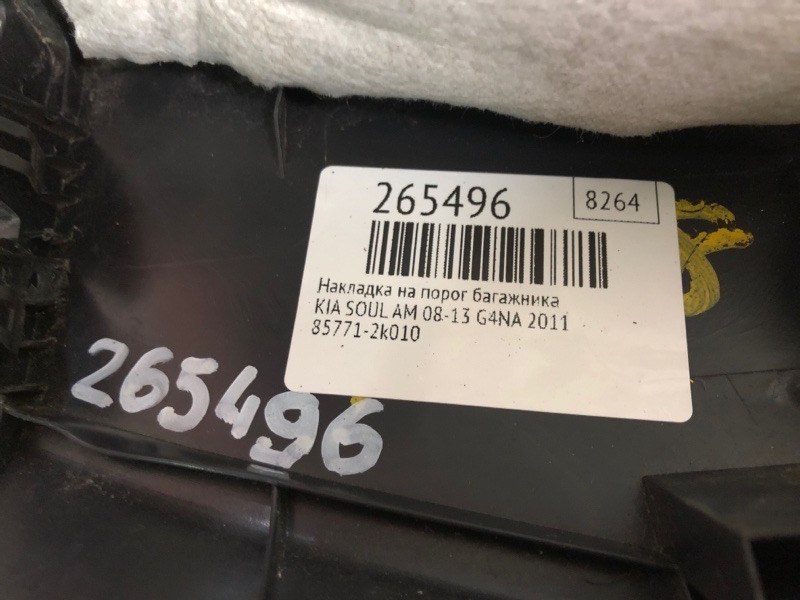 265496
8264
Накладка на порог багажника
KIA SOUL AM 08-13 G4NA 2011
85771-2k010
265496